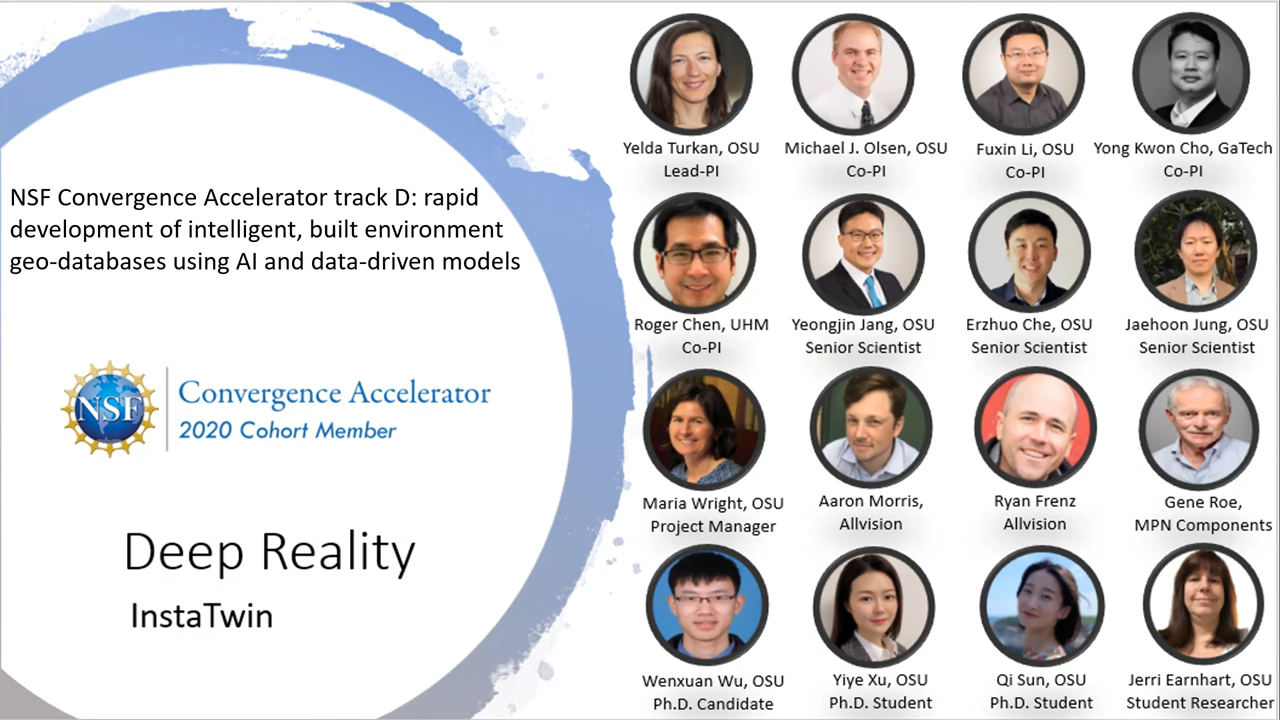 NSF Convergence Accelerator track D: rapid
development of intelligent, built environment
geo-databases using AI and data-driven models
NSF
Convergence Accelerator
2020 Cohort Member
Deep Reality
InstaTwin
Yelda Turkan, OSU
Lead-PI
Michael J. Olsen, OSU
Co-PI
Fuxin Li, OSU
Co-PI
Yong Kwon Cho, GaTech
Co-PI
Roger Chen, UHM
Co-PI
Yeongjin Jang, OSU
Senior Scientist
Erzhuo Che, OSU
Senior Scientist
Jaehoon Jung, OSU
Senior Scientist
Maria Wright, OSU
Project Manager
Aaron Morris,
Allvision
Ryan Frenz
Allvision
Gene Roe,
MPN Components
Wenxuan Wu, OSU
Ph.D. Candidate
Yiye Xu, OSU
Ph.D. Student
Qi Sun, OSU
Ph.D. Student
Jerri Earnhart, OSU
Student Researcher